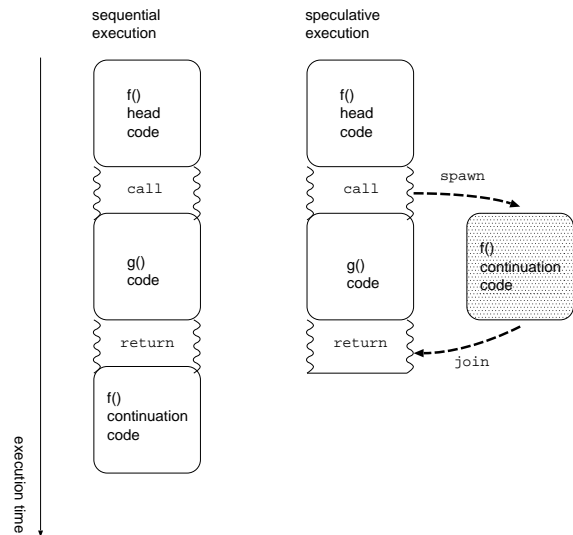 sequential
execution
speculative
execution
f()
head
code
call
g()
code
return
f()
continuation
code
f()
head
code
call
spawn
g()
code
f()
continuation
code
return
join
execution time